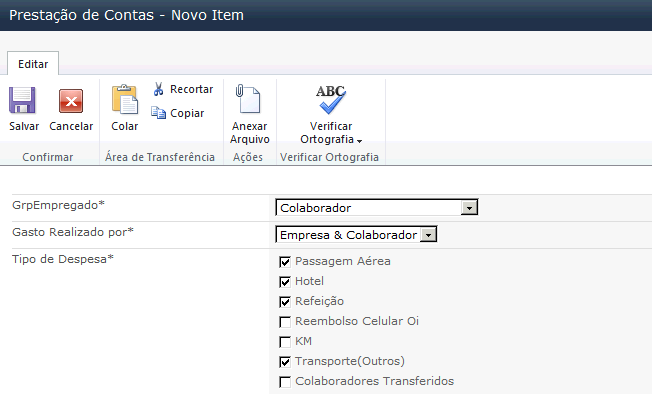 Prestação de Contas - Novo Item
Editar
Salvar
Cancelar
Colar
Recortar
Copiar
Anexar
Arquivo
ABC
Verificar
Ortografia
Confirmar
Área de Transferência
Ações
Verificar Ortografia
GrpEmpregado*
Colaborador
Gasto Realizado por*
Empresa & Colaborador
Tipo de Despesa*
Passagem Aérea
Hotel
Refeição
Reembolso Celular Oi
KM
Transporte(Outros)
Colaboradores Transferidos